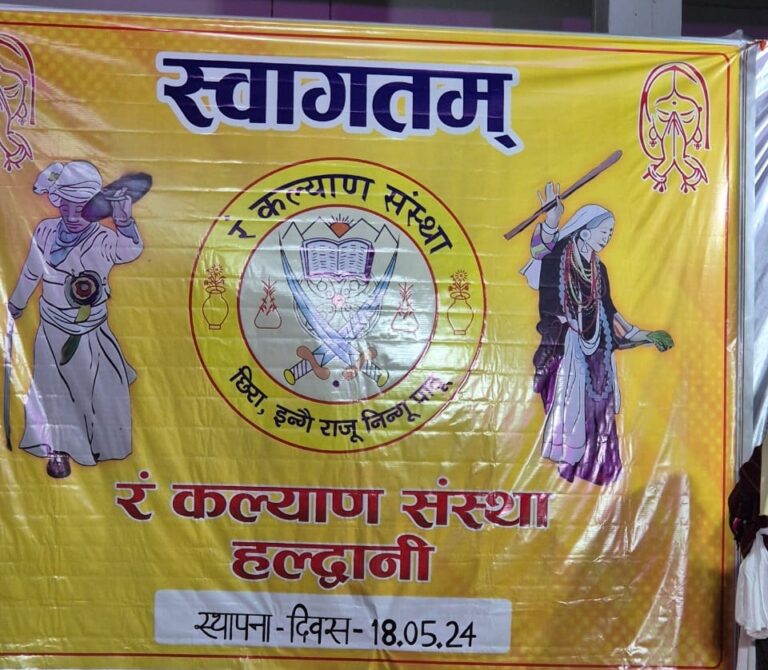 स्वागतम्
रं कल्याण संस्था
छिरा, इन्गै राजू निन्गू
रं कल्याण संस्था
हल्द्वानी
स्थापना - दिवस - 18.05.24